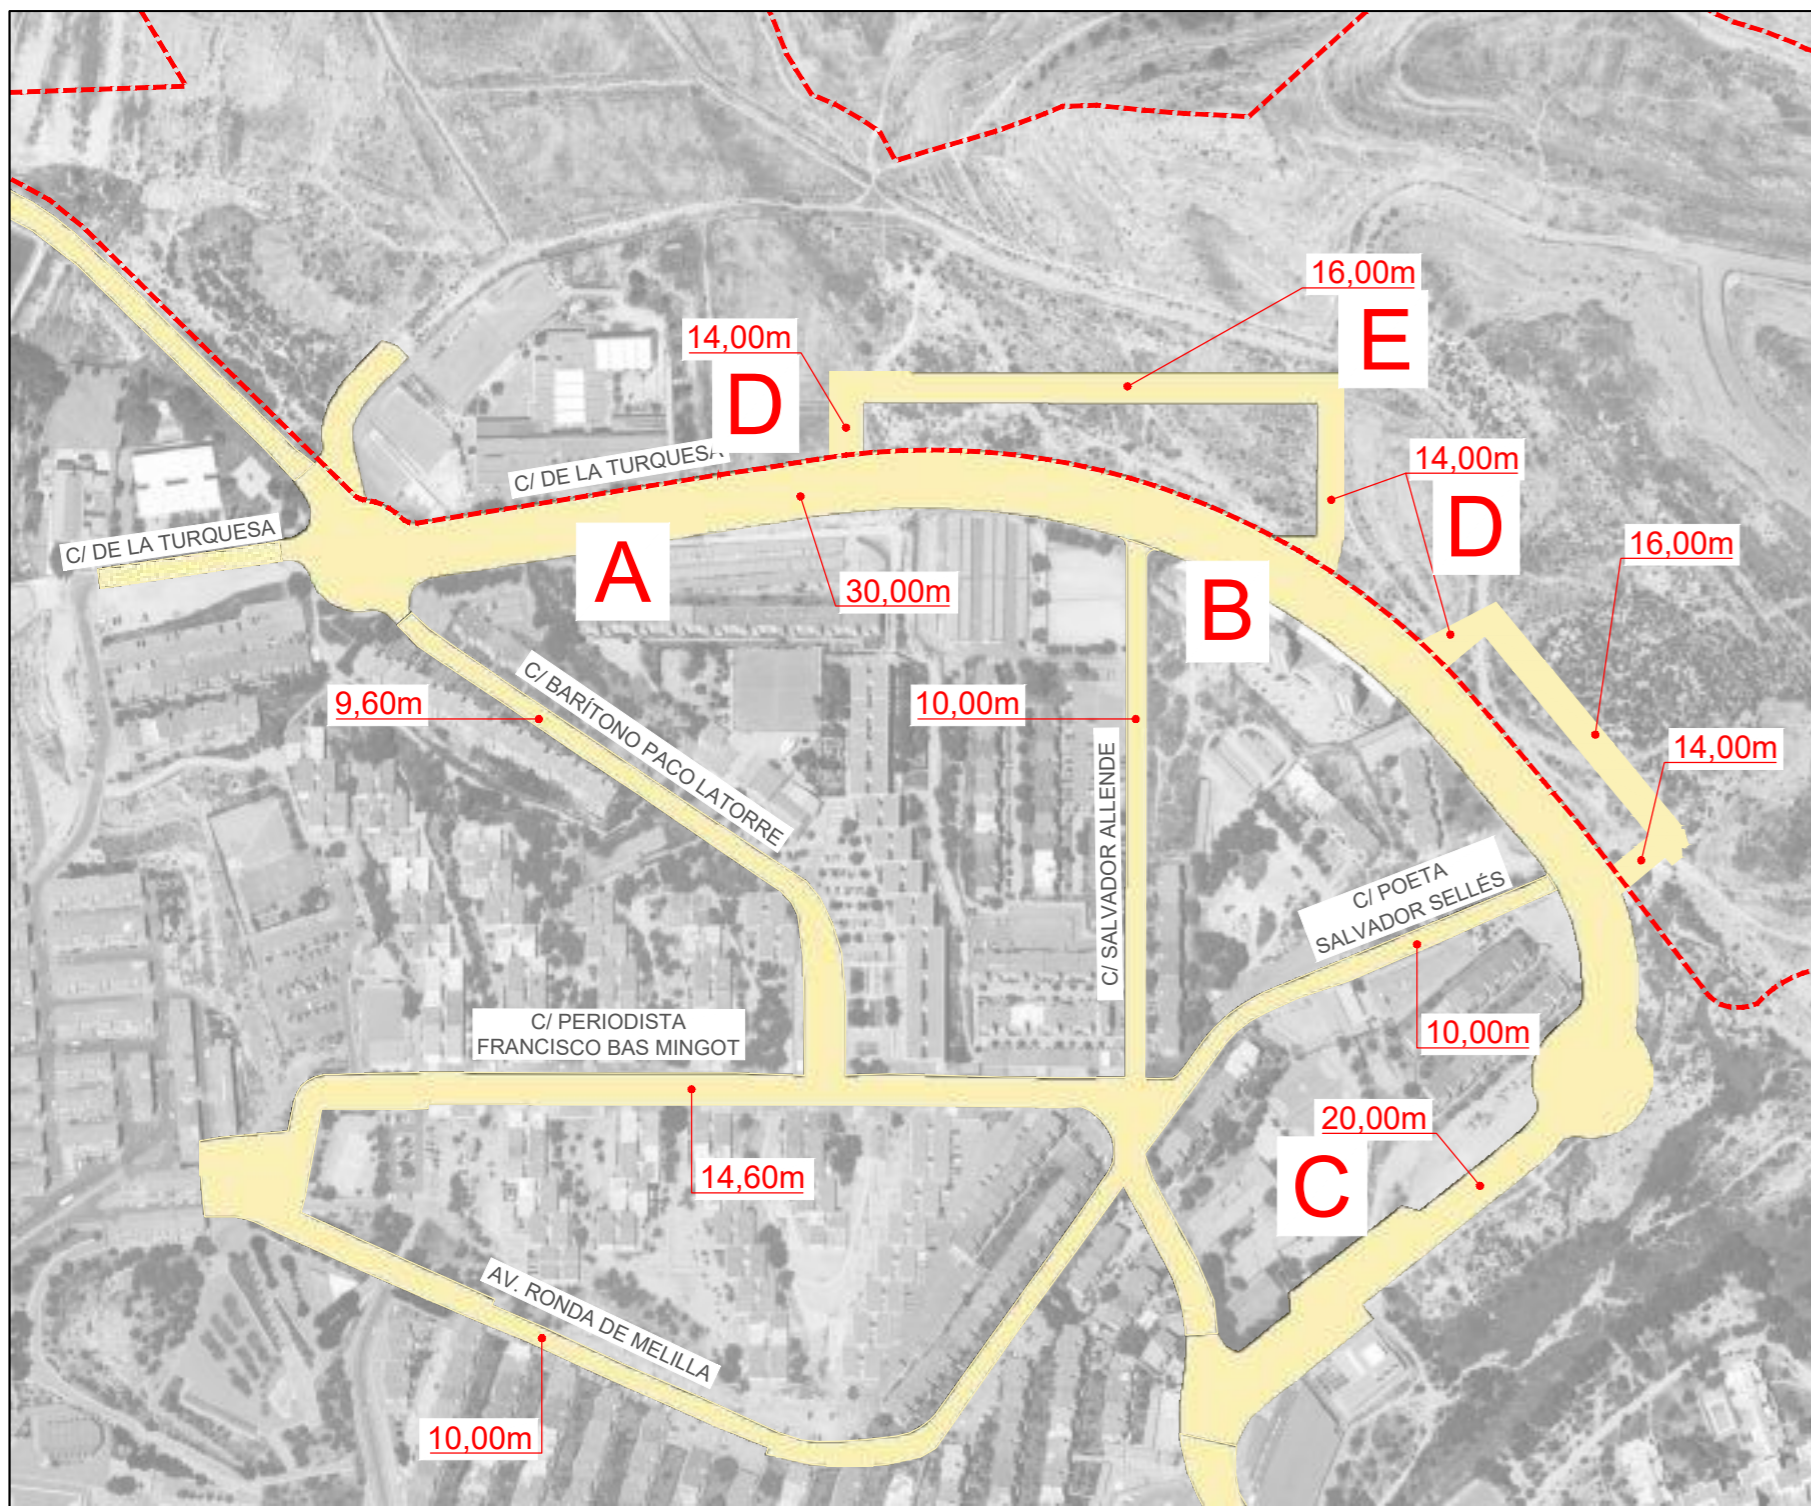 16,00m
E
14,00m
D
C/ DE LA TURQUESA
14,00m
D
C/ DE LA TURQUESA
16,00m
A
30,00m
B
C/ BARÍTONO PACO LATORRE
9,60m
10,00m
14,00m
C/ SALVADOR ALLENDE
C/ POETA
SALVADOR SELLÉS
C/ PERIODISTA
FRANCISCO BAS MINGOT
10,00m
20,00m
14,60m
C
AV. RONDA DE MELILLA
10,00m